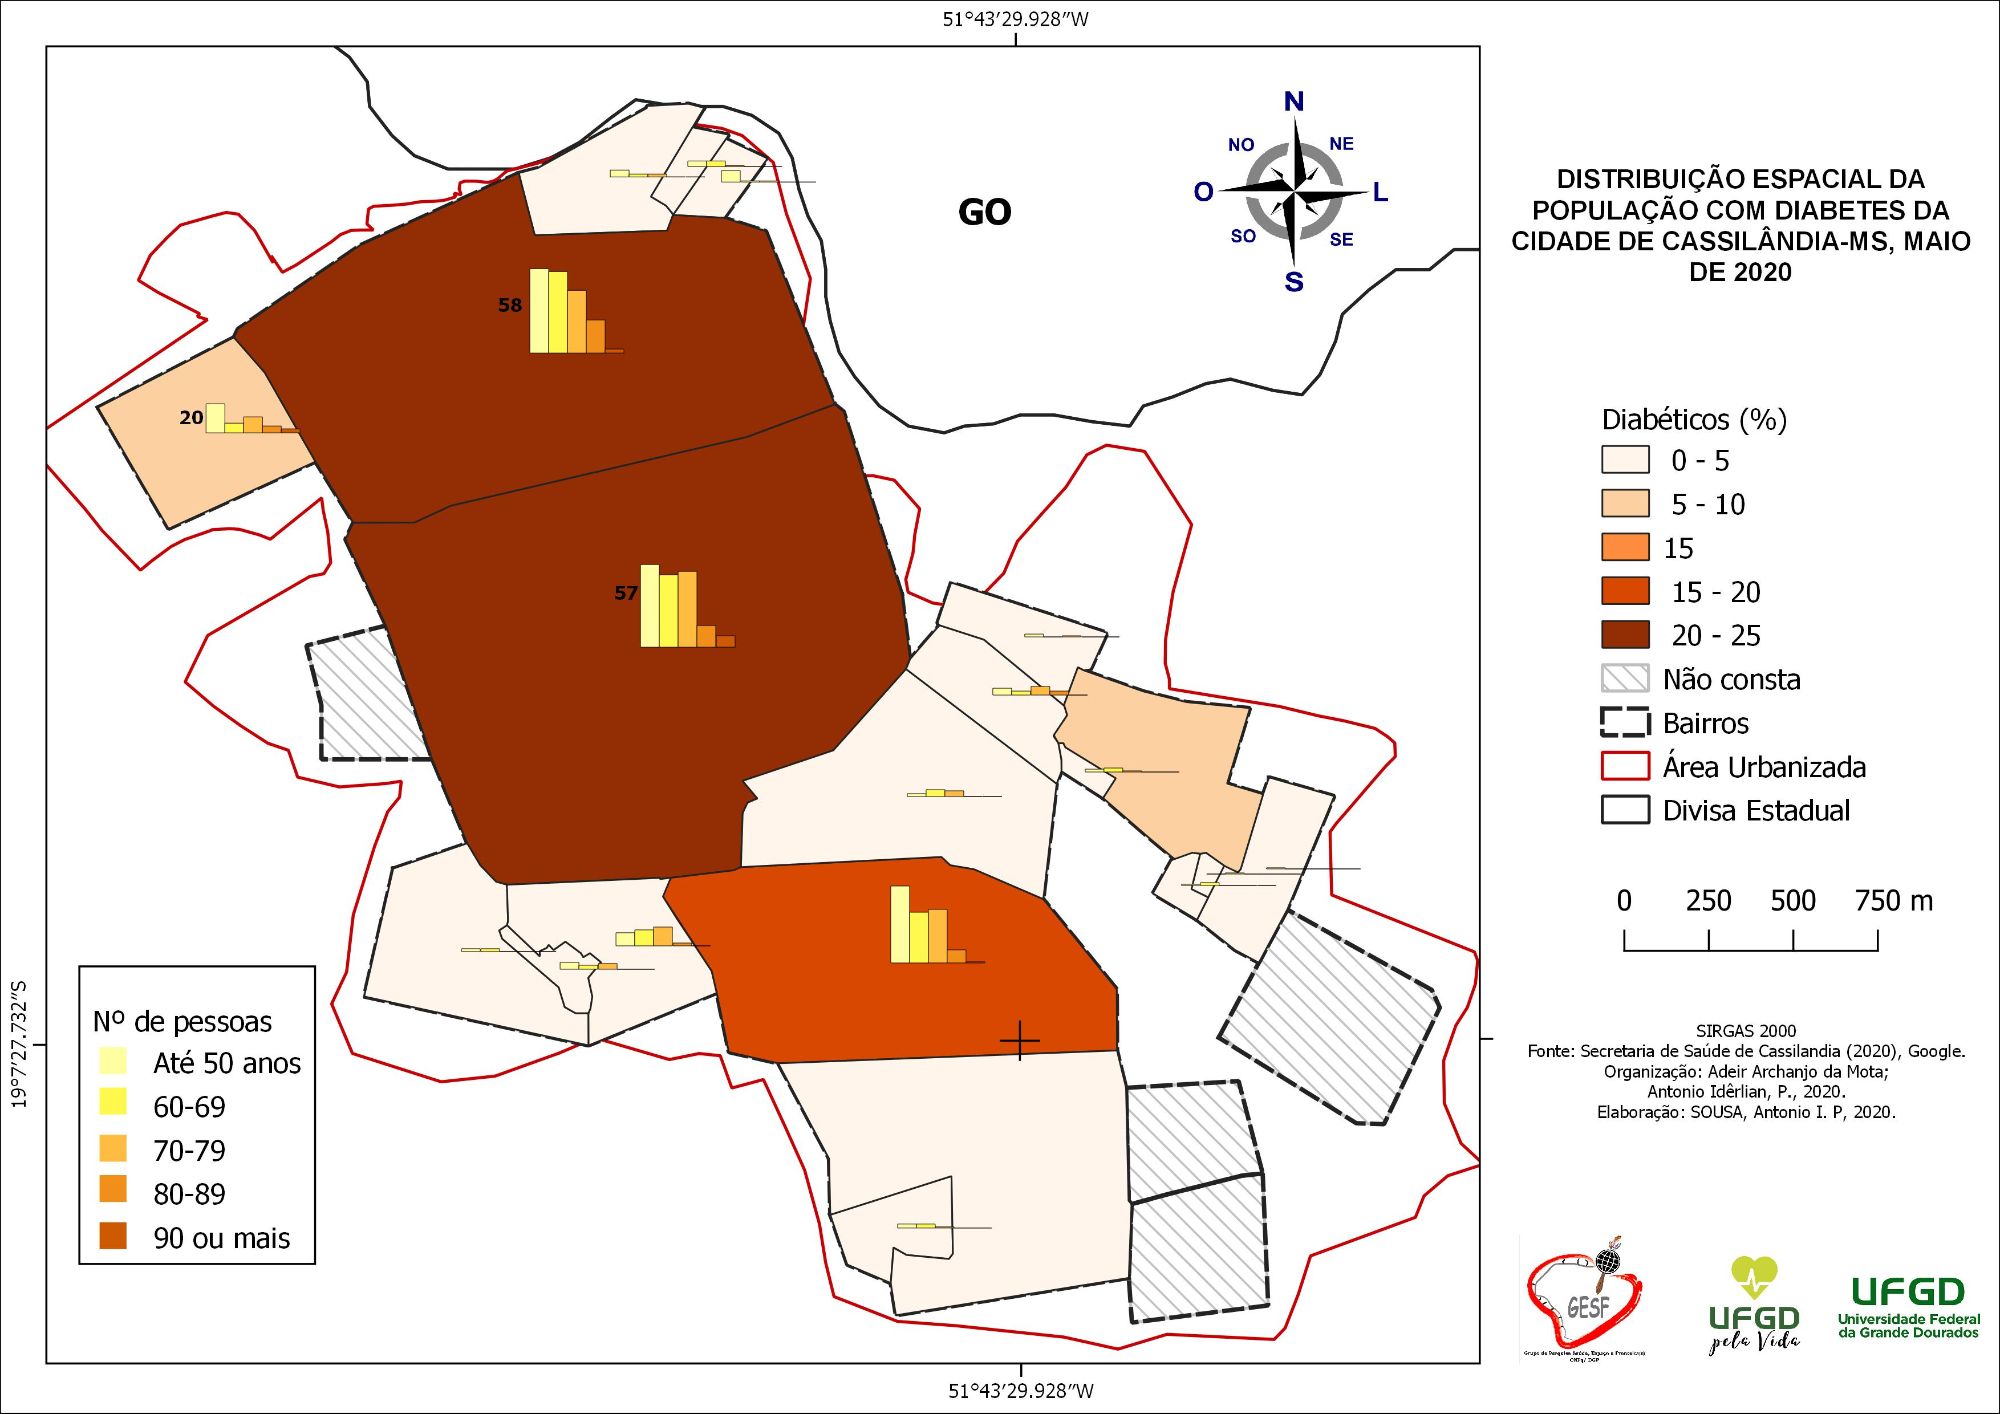 51°43′29.928″W
N
NO
NE
O
L
SO
SE
S
GO
58
20
57
19°7′27.732″S
Nº de pessoas
Até 50 anos
60-69
70-79
80-89
90 ou mais
51°43′29.928″W
DISTRIBUIÇÃO ESPACIAL DA
POPULAÇÃO COM DIABETES DA
CIDADE DE CASSILÂNDIA-MS, MAIO
DE 2020
Diabéticos (%)
0 - 5
5 - 10
15
15 - 20
20 - 25
Não consta
Bairros
Área Urbanizada
Divisa Estadual
0 250 500 750 m
SIRGAS 2000
Fonte: Secretaria de Saúde de Cassilandia (2020), Google.
Organização: Adeir Archanjo da Mota;
Antonio Idêrlian, P., 2020.
Elaboração: SOUSA, Antonio I. P, 2020.
GESF
UFGD
pela Vida
UFGD
Universidade Federal
da Grande Dourados